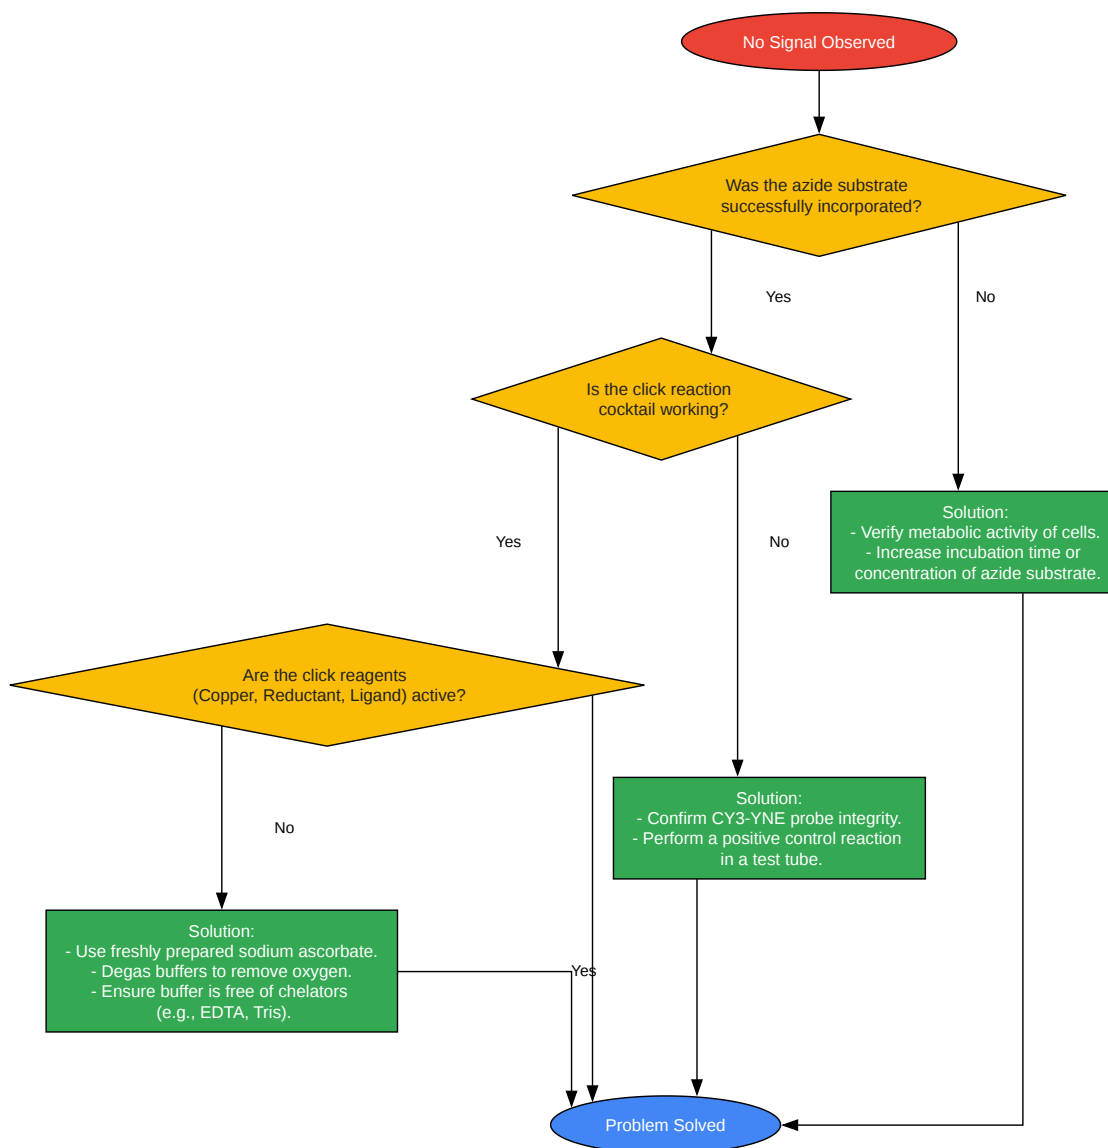 No Signal Observed
Was the azide substrate
successfully incorporated?
Yes
No
Is the click reaction
cocktail working?
Solution:
- Verify metabolic activity of cells.
- Increase incubation time or
concentration of azide substrate.
Yes
No
Are the click reagents
(Copper, Reductant, Ligand) active?
Solution:
- Confirm CY3-YNE probe integrity.
- Perform a positive control reaction
in a test tube.
No
Solution:
- Use freshly prepared sodium ascorbate.
- Degas buffers to remove oxygen.
- Ensure buffer is free of chelators
(e.g., EDTA, Tris).
Yes
Problem Solved